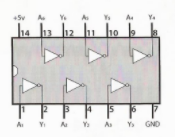 +5v A₆ Y₆ A₅ Y₅ A₄ Y₄
14 13 12 11 10 9 8
1 2 3 4 5 6 7
A₁ Y₁ A₂ Y₂ A₃ Y₃ GND